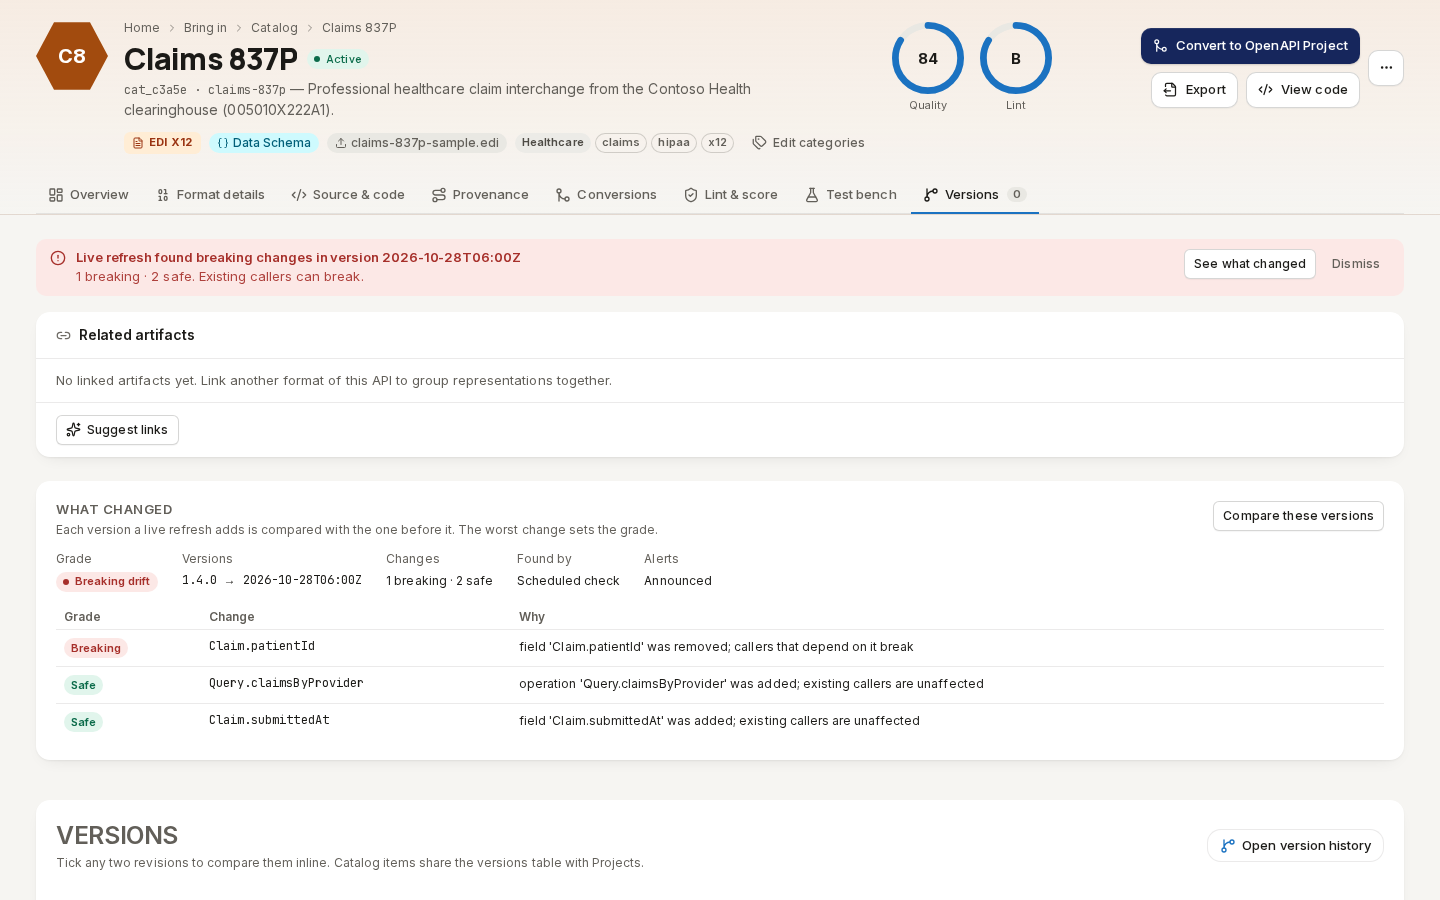 C8
Home > Bring in > Catalog > Claims 837P
Claims 837P
Active
cat_c3a5e · claims-837p — Professional healthcare claim interchange from the Contoso Health
clearinghouse (005010X222A1).
EDI X12
Data Schema
claims-837p-sample.edi
Healthcare
claims
hipaa
x12
Edit categories
84
Quality
B
Lint
Convert to OpenAPI Project
Export
View code
Overview
Format details
Source & code
Provenance
Conversions
Lint & score
Test bench
Versions 0
Live refresh found breaking changes in version 2026-10-28T06:00Z
1 breaking · 2 safe. Existing callers can break.
See what changed
Dismiss
Related artifacts
No linked artifacts yet. Link another format of this API to group representations together.
Suggest links
WHAT CHANGED
Each version a live refresh adds is compared with the one before it. The worst change sets the grade.
Compare these versions
Grade Versions Changes Found by Alerts
Breaking drift 1.4.0 → 2026-10-28T06:00Z 1 breaking · 2 safe Scheduled check Announced
Grade Change Why
Breaking Claim.patientId field 'Claim.patientId' was removed; callers that depend on it break
Safe Query.claimsByProvider operation 'Query.claimsByProvider' was added; existing callers are unaffected
Safe Claim.submittedAt field 'Claim.submittedAt' was added; existing callers are unaffected
VERSIONS
Tick any two revisions to compare them inline. Catalog items share the versions table with Projects.
Open version history